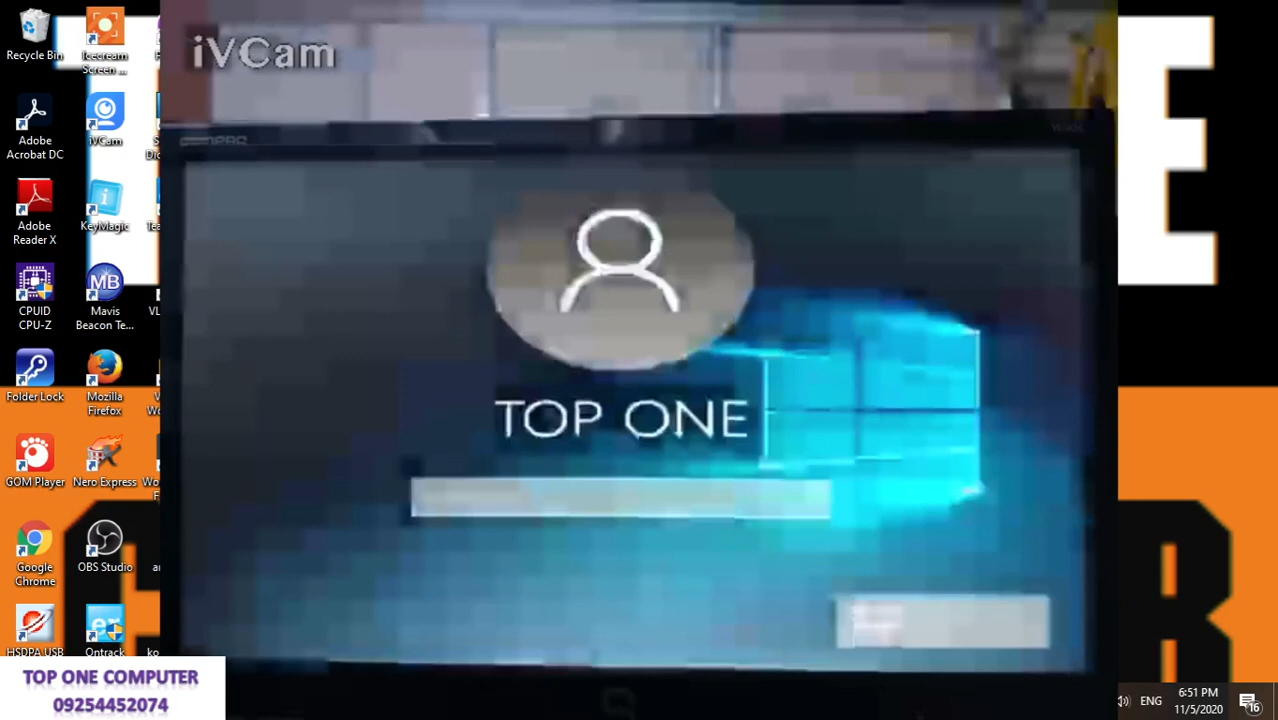 Recycle Bin
Icecream
Screen ...
iVCam
Adobe
Acrobat DC
iVCam
Adobe
Reader X
KeyMagic
CPUID
CPU-Z
MB
Mavis
Beacon Te...
Folder Lock
Mozilla
Firefox
GOM Player
Nero Express
Google
Chrome
OBS Studio
HSDPA USB
Ontrack
TOP ONE
TOP ONE COMPUTER
09254452074
ENG
6:51 PM
11/5/2020
16